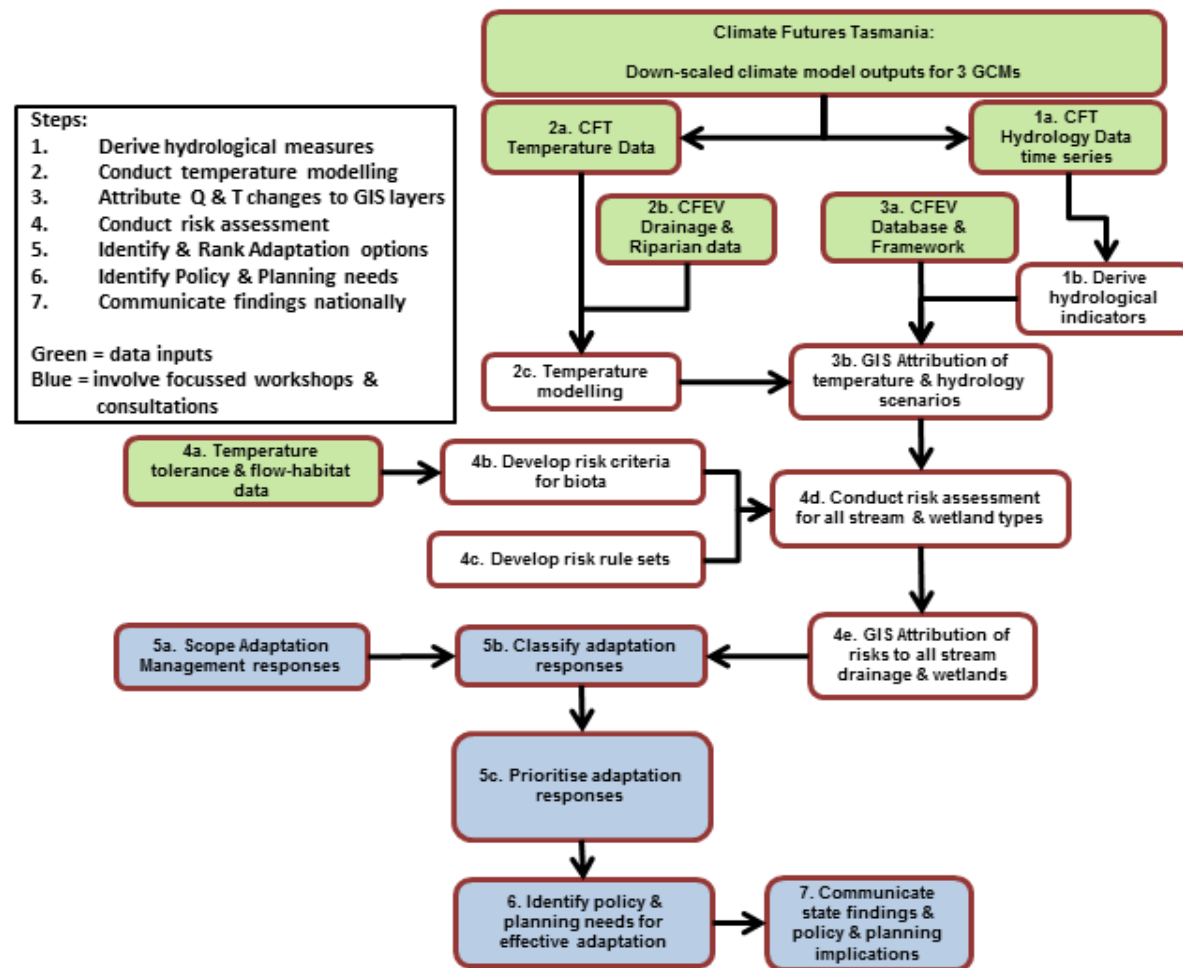 Climate Futures Tasmania:
Down-scaled climate model outputs for 3 GCMs
Steps:
1. Derive hydrological measures
2. Conduct temperature modelling
3. Attribute Q & T changes to GIS layers
4. Conduct risk assessment
5. Identify & Rank Adaptation options
6. Identify Policy & Planning needs
7. Communicate findings nationally
Green = data inputs
Blue = involve focussed workshops &
consultations
2a. CFT
Temperature Data
1a. CFT
Hydrology Data
time series
2b. CFEV
Drainage &
Riparian data
3a. CFEV
Database &
Framework
1b. Derive
hydrological
indicators
2c. Temperature
modelling
3b. GIS Attribution of
temperature & hydrology
scenarios
4a. Temperature
tolerance & flow-habitat
data
4b. Develop risk criteria
for biota
4c. Develop risk rule sets
4d. Conduct risk assessment
for all stream & wetland types
5a. Scope Adaptation
Management responses
5b. Classify adaptation
responses
4e. GIS Attribution of
risks to all stream
drainage & wetlands
5c. Prioritise adaptation
responses
6. Identify policy &
planning needs for
effective adaptation
7. Communicate
state findings &
policy & planning
implications